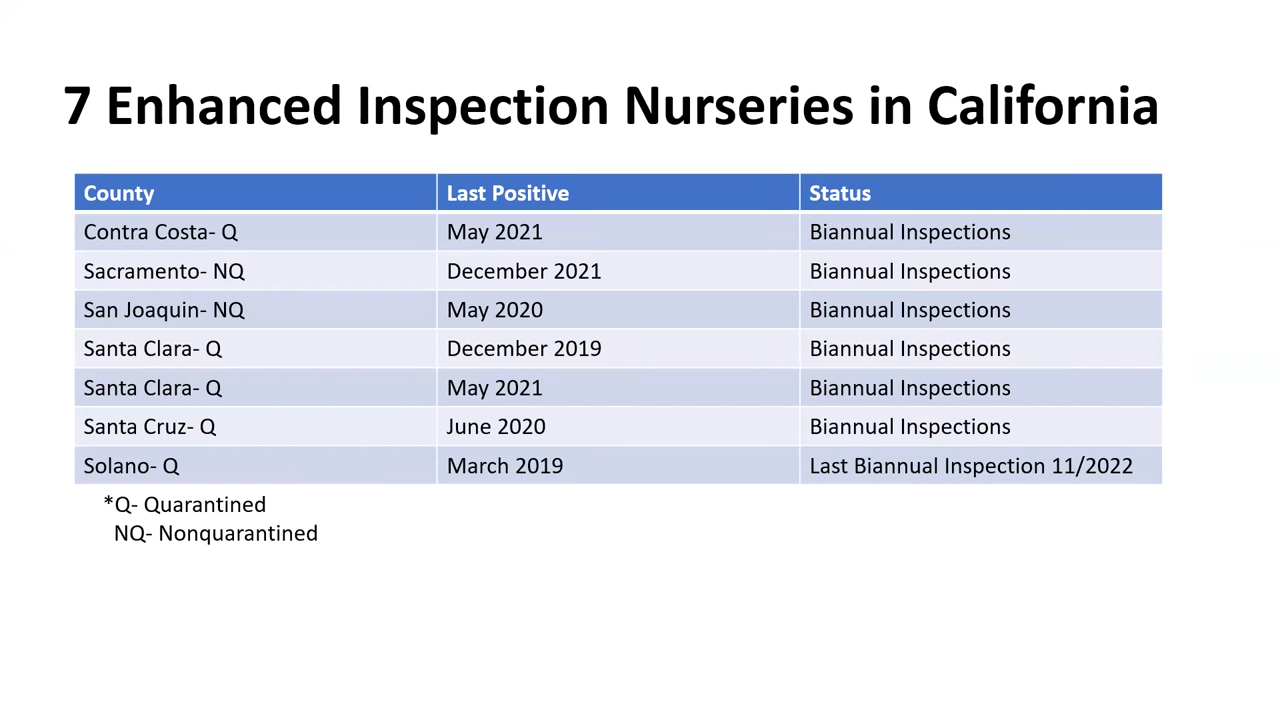 7 Enhanced Inspection Nurseries in California
County Last Positive Status
Contra Costa- Q May 2021 Biannual Inspections
Sacramento- NQ December 2021 Biannual Inspections
San Joaquin- NQ May 2020 Biannual Inspections
Santa Clara- Q December 2019 Biannual Inspections
Santa Clara- Q May 2021 Biannual Inspections
Santa Cruz- Q June 2020 Biannual Inspections
Solano- Q March 2019 Last Biannual Inspection 11/2022
*Q- Quarantined
NQ- Nonquarantined